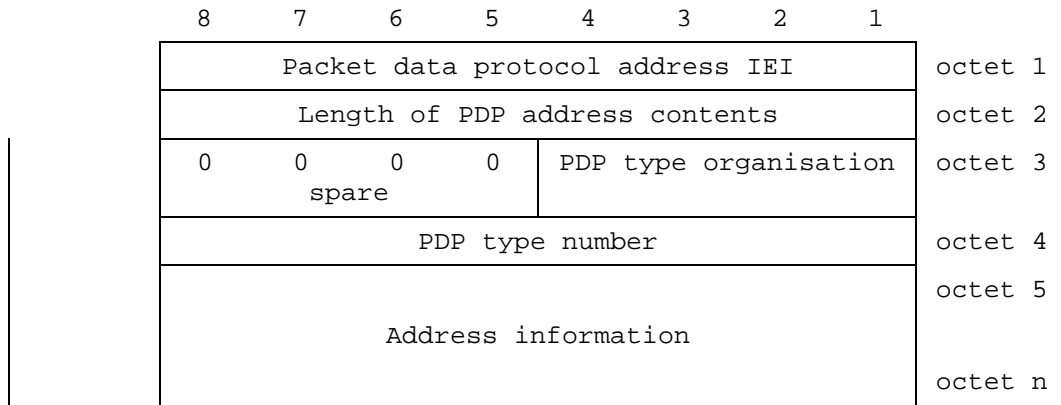 8 7 6 5 4 3 2 1
Packet data protocol address IEI octet 1
Length of PDP address contents octet 2
0 0 0 0 PDP type organisation octet 3
spare
PDP type number octet 4
octet 5
Address information
octet n